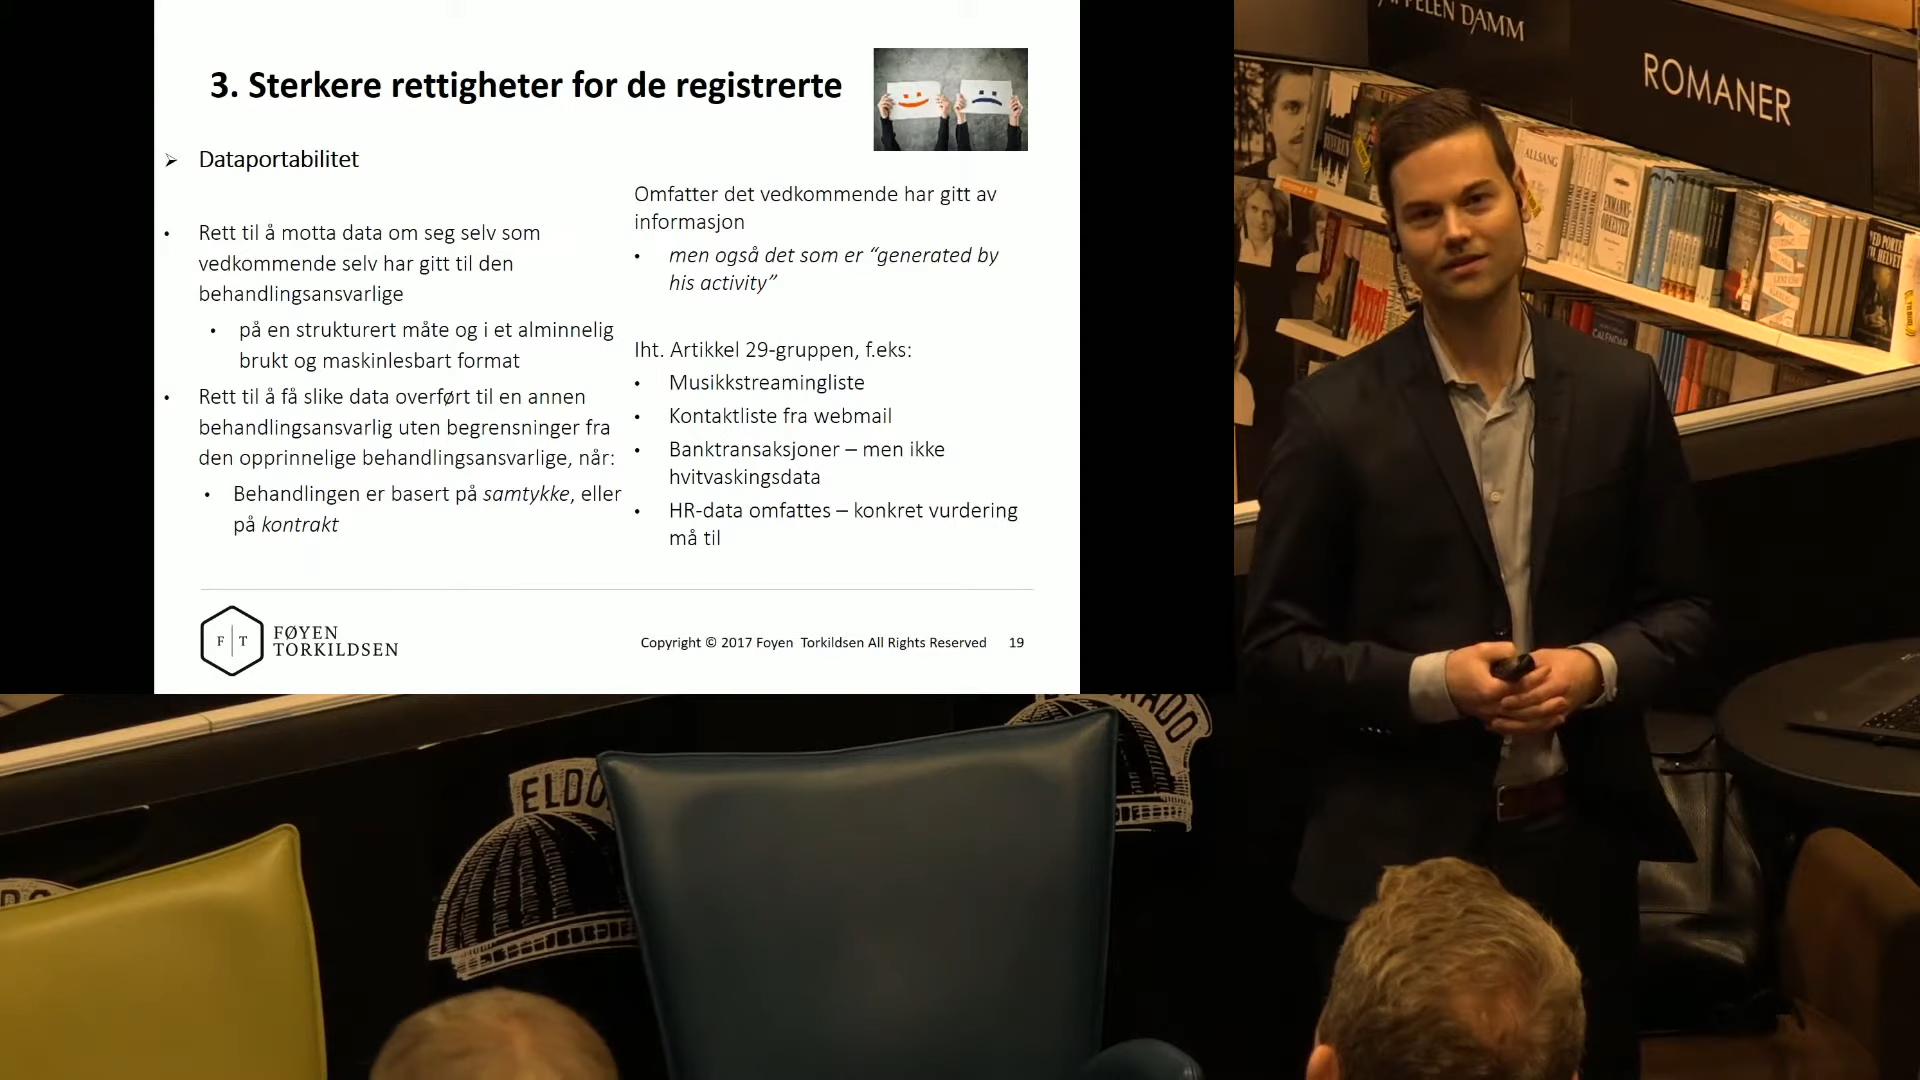 3. Sterkere rettigheter for de registrerte
➢ Dataportabilitet
• Rett til å motta data om seg selv som
vedkommende selv har gitt til den
behandlingsansvarlige
• på en strukturert måte og i et alminnelig
brukt og maskinlesbart format
• Rett til å få slike data overført til en annen
behandlingsansvarlig uten begrensninger fra
den opprinnelige behandlingsansvarlige, når:
• Behandlingen er basert på samtykke, eller
på kontrakt
Omfatter det vedkommende har gitt av
informasjon
• men også det som er “generated by
his activity”
Iht. Artikkel 29-gruppen, f.eks:
• Musikkstreamingliste
• Kontaktliste fra webmail
• Banktransaksjoner – men ikke
hvitvaskingsdata
• HR-data omfattes – konkret vurdering
må til
F T
FØYEN
TORKILDSEN
Copyright © 2017 Foyen Torkildsen All Rights Reserved 19
DAMM
ROMANER
ALLSANG
ELDO